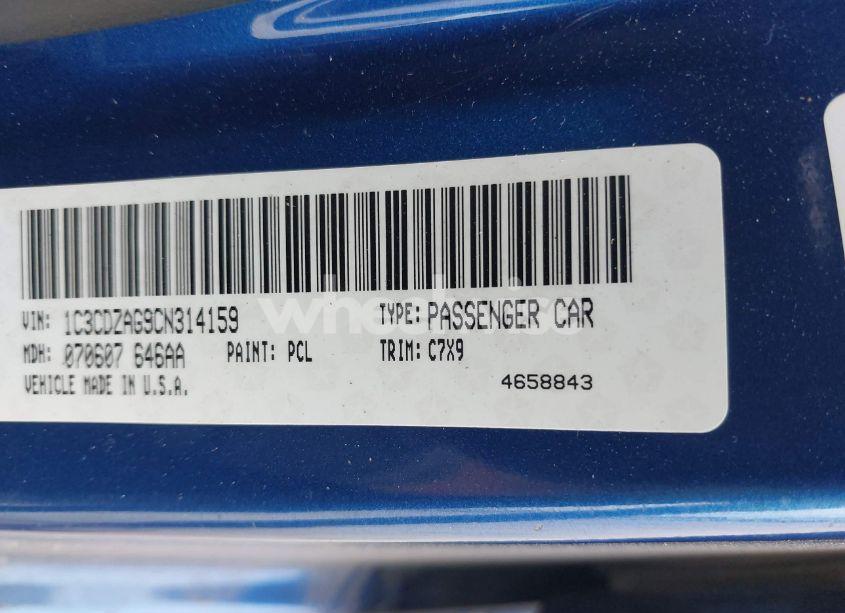 VIN: 1C3CDZAG9CN314159 TYPE: PASSENGER CAR
MDH: 070607 646AA PAINT: PCL TRIM: C7X9
VEHICLE MADE IN U.S.A. 4658843